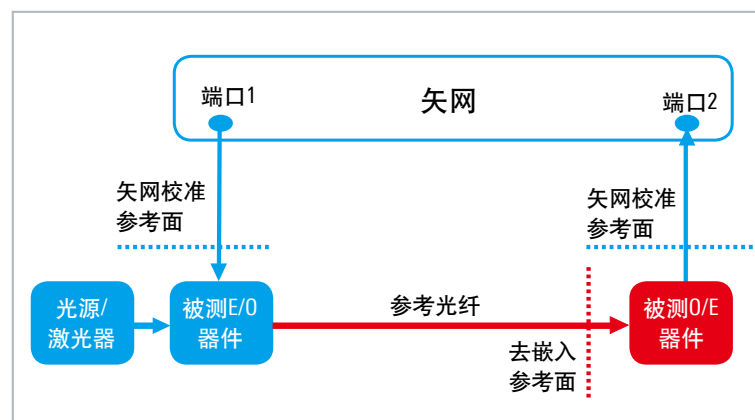 端口1
矢网
端口2
矢网校准
参考面
矢网校准
参考面
光源/
激光器
被测E/O
器件
参考光纤
去嵌入
参考面
被测O/E
器件